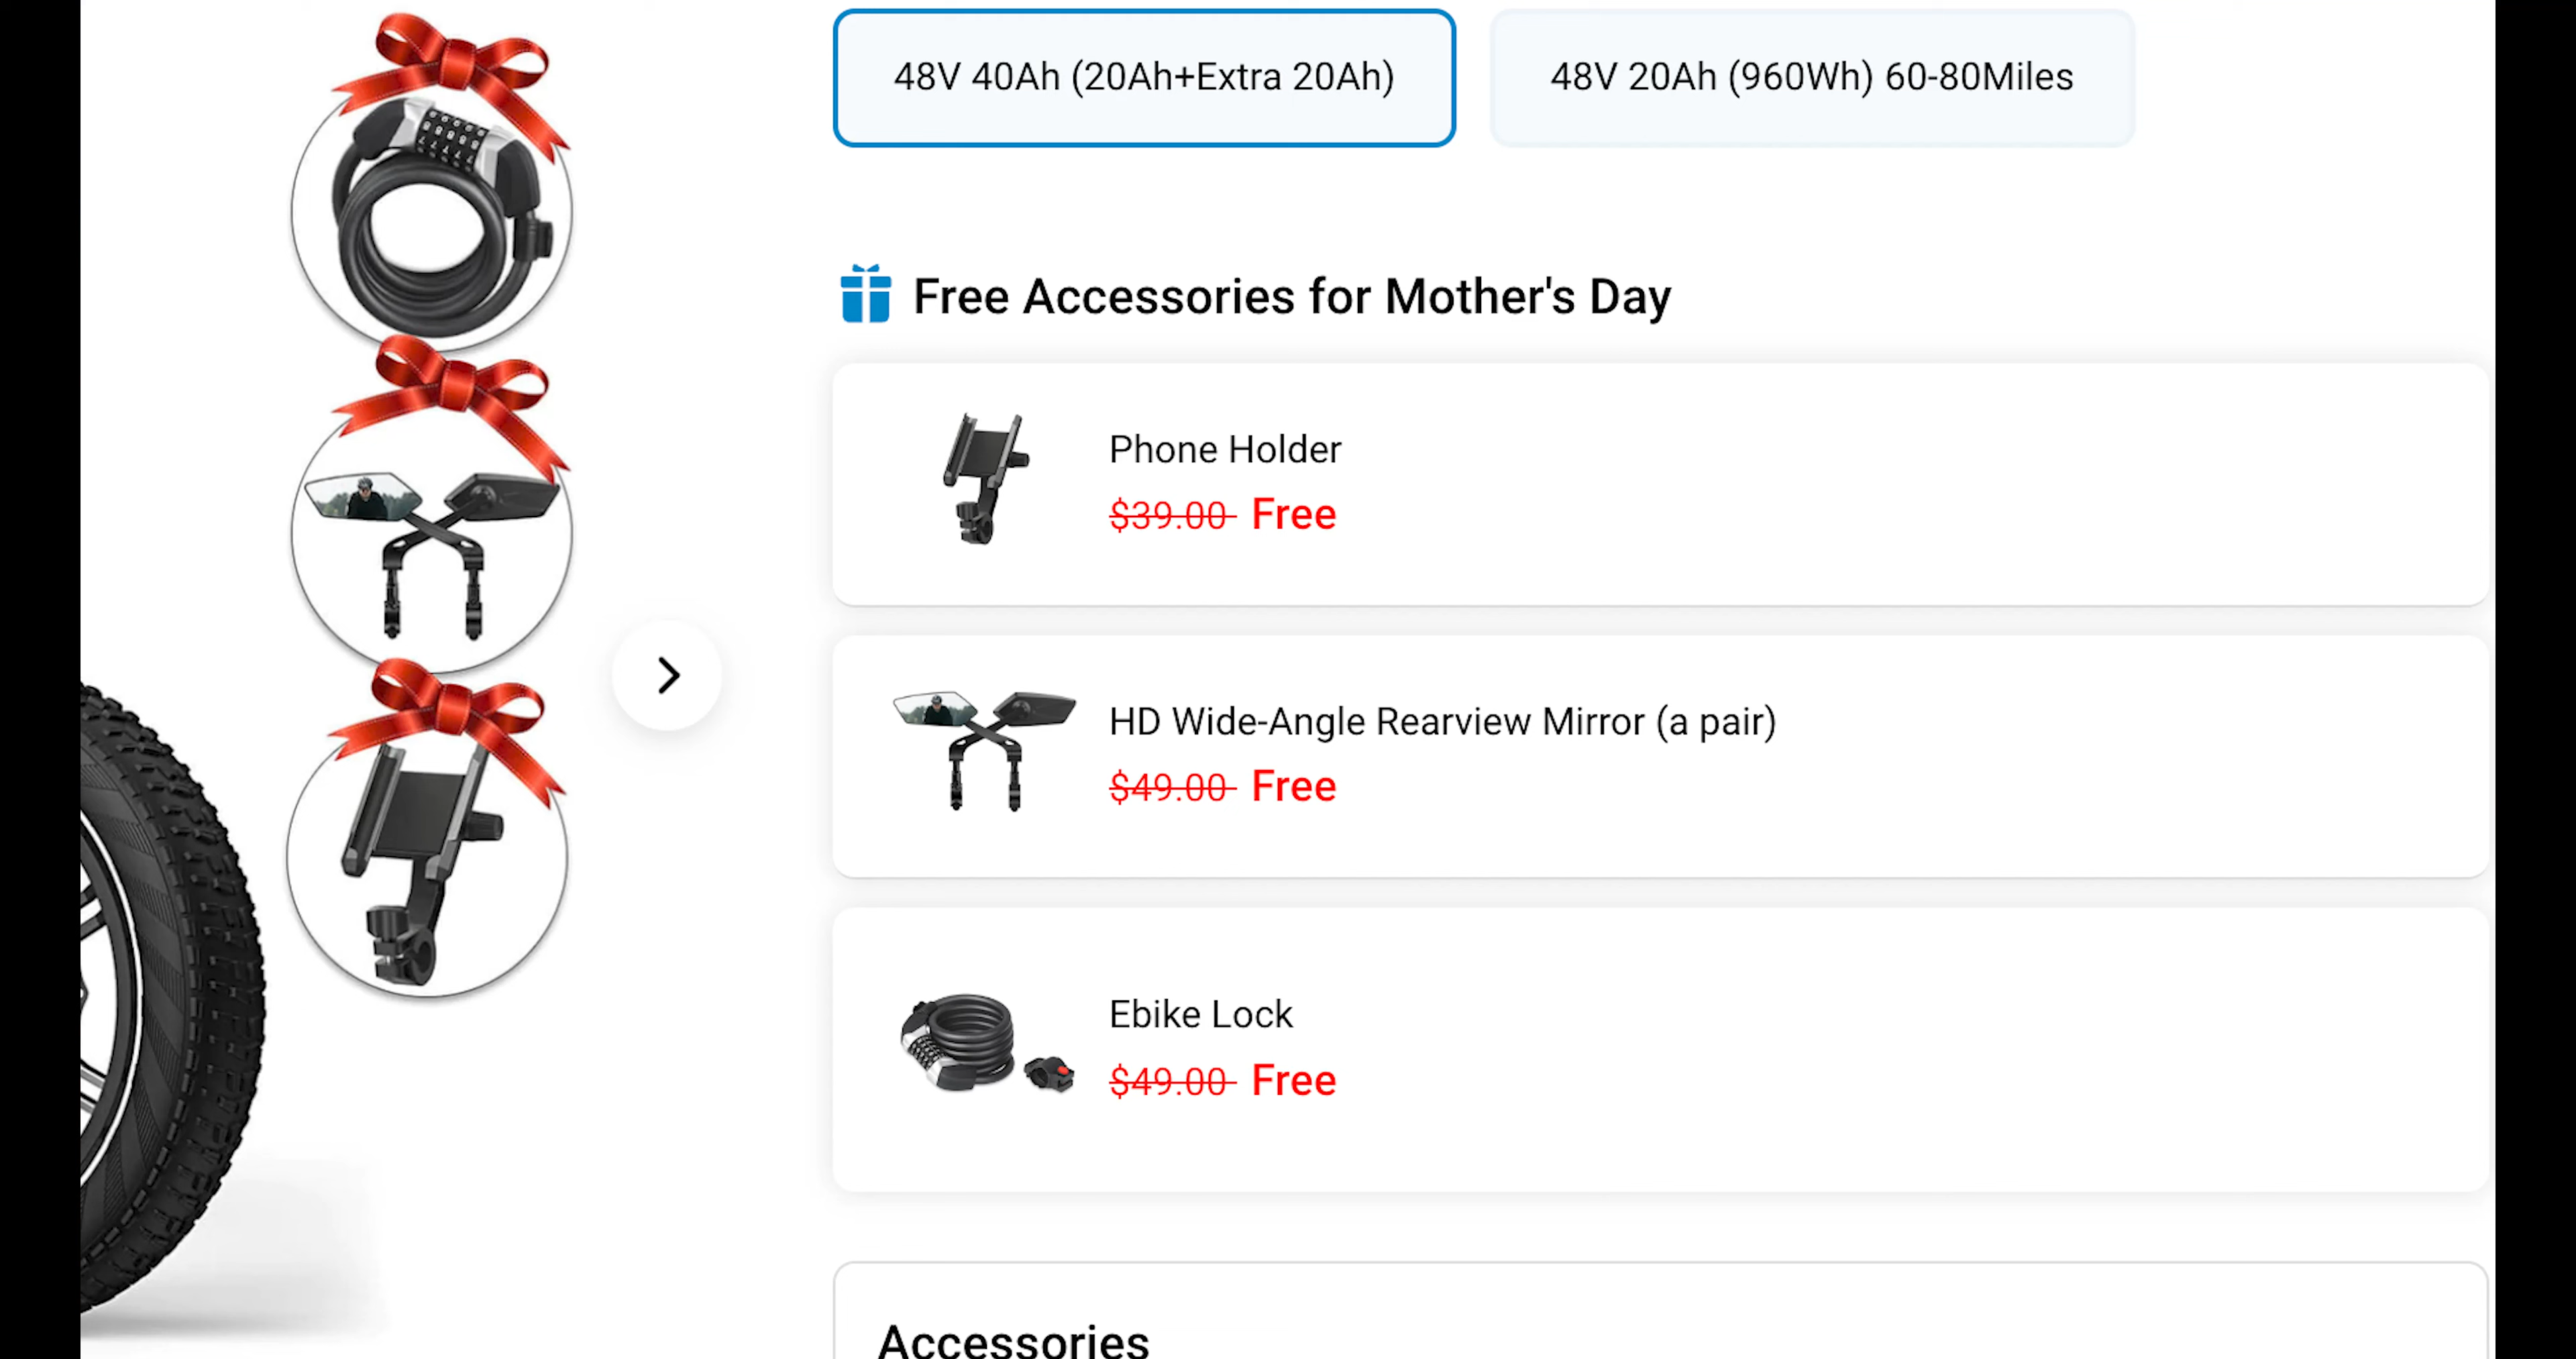 48V 40Ah (20Ah+Extra 20Ah)
48V 20Ah (960Wh) 60-80Miles
Free Accessories for Mother's Day
Phone Holder
$39.00 Free
HD Wide-Angle Rearview Mirror (a pair)
$49.00 Free
Ebike Lock
$49.00 Free
Accessories